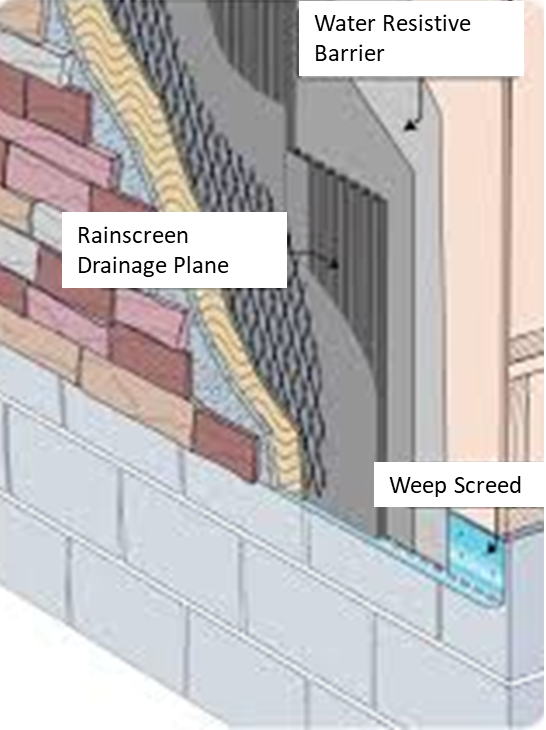 Water Resistive
Barrier
Rainscreen
Drainage Plane
Weep Screed